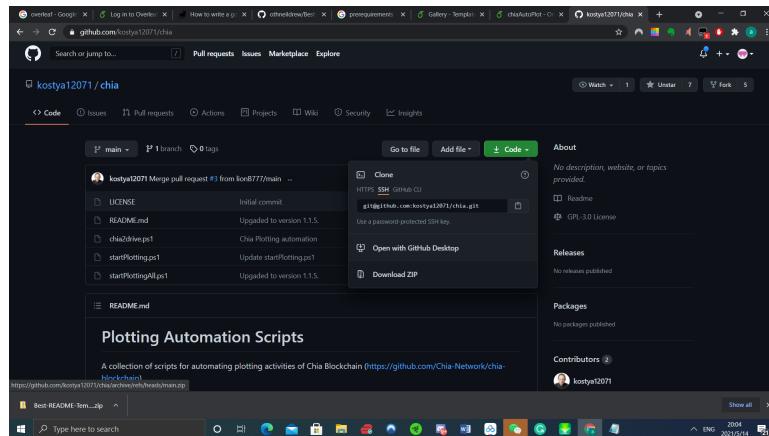 overleaf - Google
Log in to Overleaf
How to write a g
othneildrew/Best
prerequirements
Gallery - Templat
chiaAutoPlot - O
kostya12071/chia
github.com/kostya12071/chia
Search or jump to...
/
Pull requests Issues Marketplace Explore
kostya12071 / chia
Watch 1
Unstar 7
Fork 5
Code
Issues
Pull requests
Actions
Projects
Wiki
Security
Insights
main
1 branch
0 tags
Go to file
Add file
Code
kostya12071 Merge pull request #3 from lion8777/main ...
LICENSE Initial commit
README.md Upgaded to version 1.1.5.
chia2drive.ps1 Chia Plotting automation
startPlotting.ps1 Update startPlotting.ps1
startPlottingAll.ps1 Upgaded to version 1.1.5.
Clone
HTTPS SSH GitHub CLI
git@github.com:kostya12071/chia.git
Use a password-protected SSH key.
Open with GitHub Desktop
Download ZIP
About
No description, website, or topics
provided.
Readme
GPL-3.0 License
Releases
No releases published
Packages
No packages published
Contributors 2
kostya12071
README.md
Plotting Automation Scripts
A collection of scripts for automating plotting activities of Chia Blockchain (https://github.com/Chia-Network/chia-
blockchain)
https://github.com/kostya12071/chia/archive/refs/heads/main.zip
Best-README-Tem....zip
Show all
Type here to search
ENG
20:04
2021/5/14